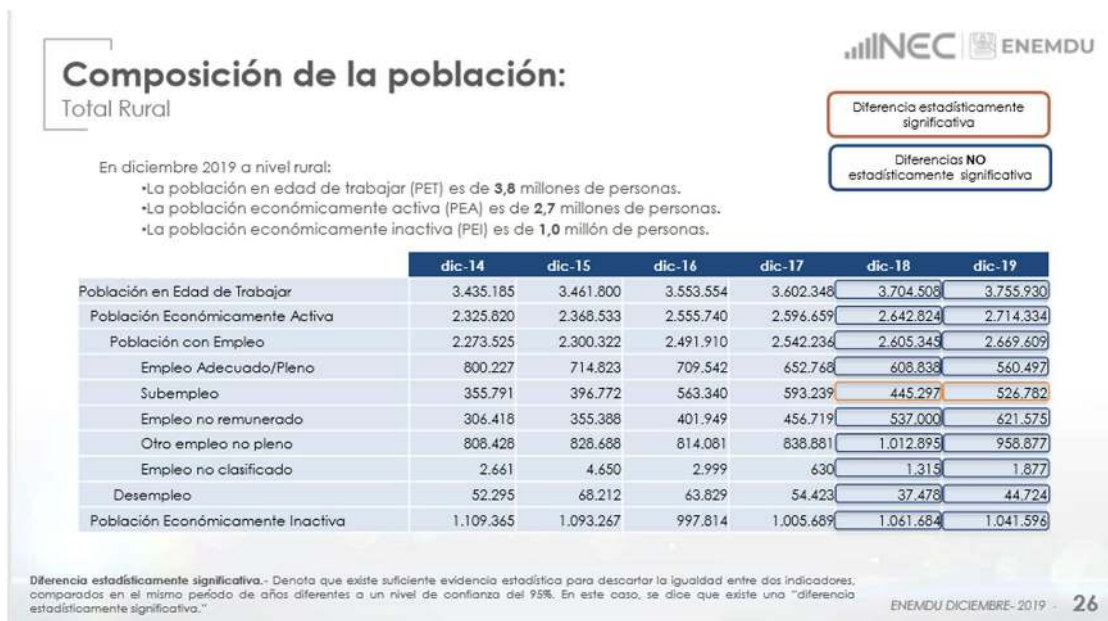 INEC ENEMDU
Composición de la población:
Total Rural
Diferencia estadísticamente
significativa
Diferencias NO
estadísticamente significativa
En diciembre 2019 a nivel rural:
•La población en edad de trabajar (PET) es de 3,8 millones de personas.
•La población económicamente activa (PEA) es de 2,7 millones de personas.
•La población económicamente inactiva (PEI) es de 1,0 millón de personas.
dic-14 dic-15 dic-16 dic-17 dic-18 dic-19
Población en Edad de Trabajar 3.435.185 3.461.800 3.553.554 3.602.348 3.704.508 3.755.930
Población Económicamente Activa 2.325.820 2.368.533 2.555.740 2.596.659 2.642.824 2.714.334
Población con Empleo 2.273.525 2.300.322 2.491.910 2.542.236 2.605.345 2.669.609
Empleo Adecuado/Pleno 800.227 714.823 709.542 652.768 608.838 560.497
Subempleo 355.791 396.772 563.340 593.239 445.297 526.782
Empleo no remunerado 306.418 355.388 401.949 456.719 537.000 621.575
Otro empleo no pleno 808.428 828.688 814.081 838.881 1.012.895 958.877
Empleo no clasificado 2.661 4.650 2.999 630 1.315 1.877
Desempleo 52.295 68.212 63.829 54.423 37.478 44.724
Población Económicamente Inactiva 1.109.365 1.093.267 997.814 1.005.689 1.061.684 1.041.596
Diferencia estadísticamente significativa.- Denota que existe suficiente evidencia estadística para descartar la igualdad entre dos indicadores,
comparados en el mismo período de años diferentes a un nivel de confianza del 95%. En este caso, se dice que existe una "diferencia
estadísticamente significativa."
ENEMDU DICIEMBRE- 2019 - 26